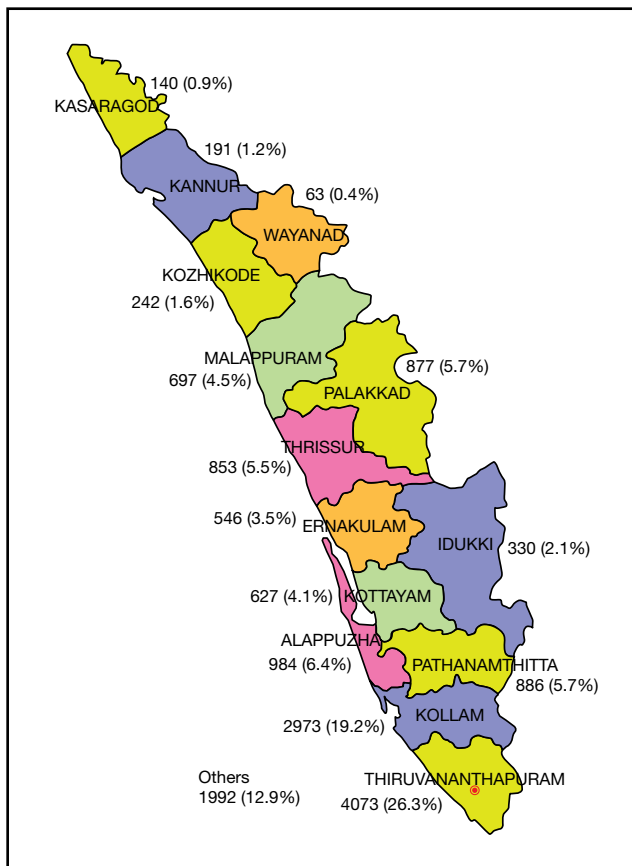 140 (0.9%)
KASARAGOD
191 (1.2%)
KANNUR
63 (0.4%)
WAYANAD
KOZHIKODE
242 (1.6%)
MALAPPURAM
697 (4.5%)
877 (5.7%)
PALAKKAD
THRISSUR
853 (5.5%)
546 (3.5%)
ERNAKULAM
IDUKKI
330 (2.1%)
627 (4.1%)
KOTTAYAM
ALAPPUZHA
984 (6.4%)
PATHANAMTHITTA
886 (5.7%)
KOLLAM
2973 (19.2%)
Others
1992 (12.9%)
THIRUVANANTHAPURAM
4073 (26.3%)